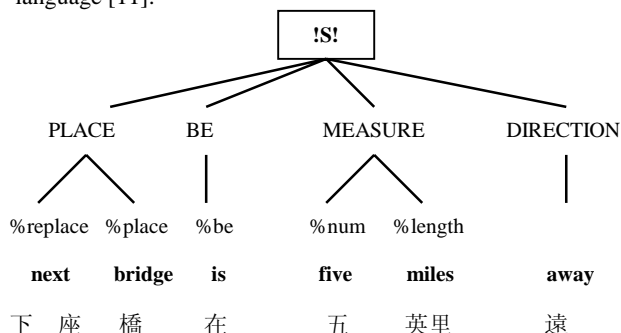 language [11].
!S!
PLACE BE MEASURE DIRECTION
%replace %place %be %num %length
next bridge is five miles away
下 座 橋 在 五 英里 遠